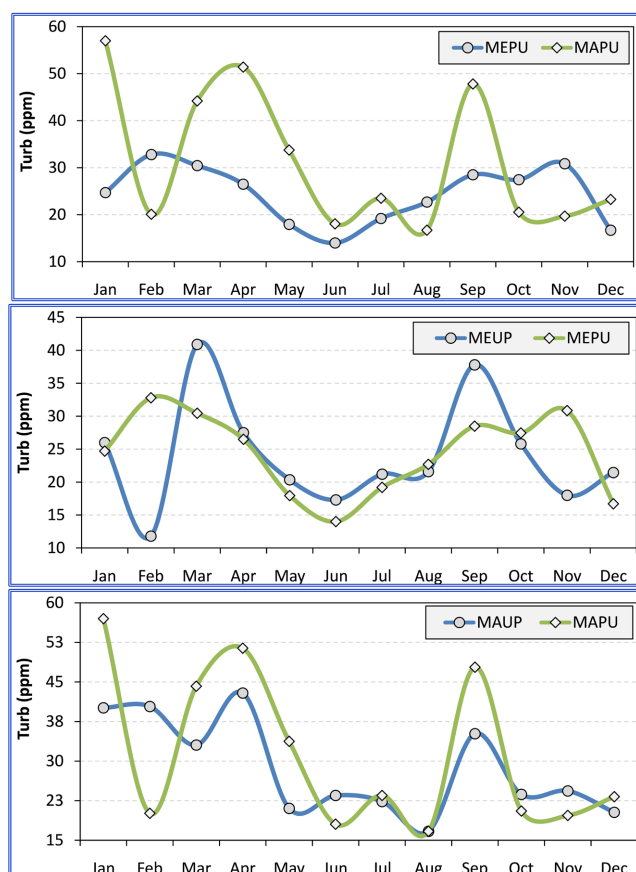 60
50
40
30
20
10
Turb (ppm)
MEPU MAPU
Jan Feb Mar Apr May Jun Jul Aug Sep Oct Nov Dec
45
40
35
30
25
20
15
10
Turb (ppm)
MEUP MEPU
Jan Feb Mar Apr May Jun Jul Aug Sep Oct Nov Dec
60
53
45
38
30
23
15
Turb (ppm)
MAUP MAPU
Jan Feb Mar Apr May Jun Jul Aug Sep Oct Nov Dec